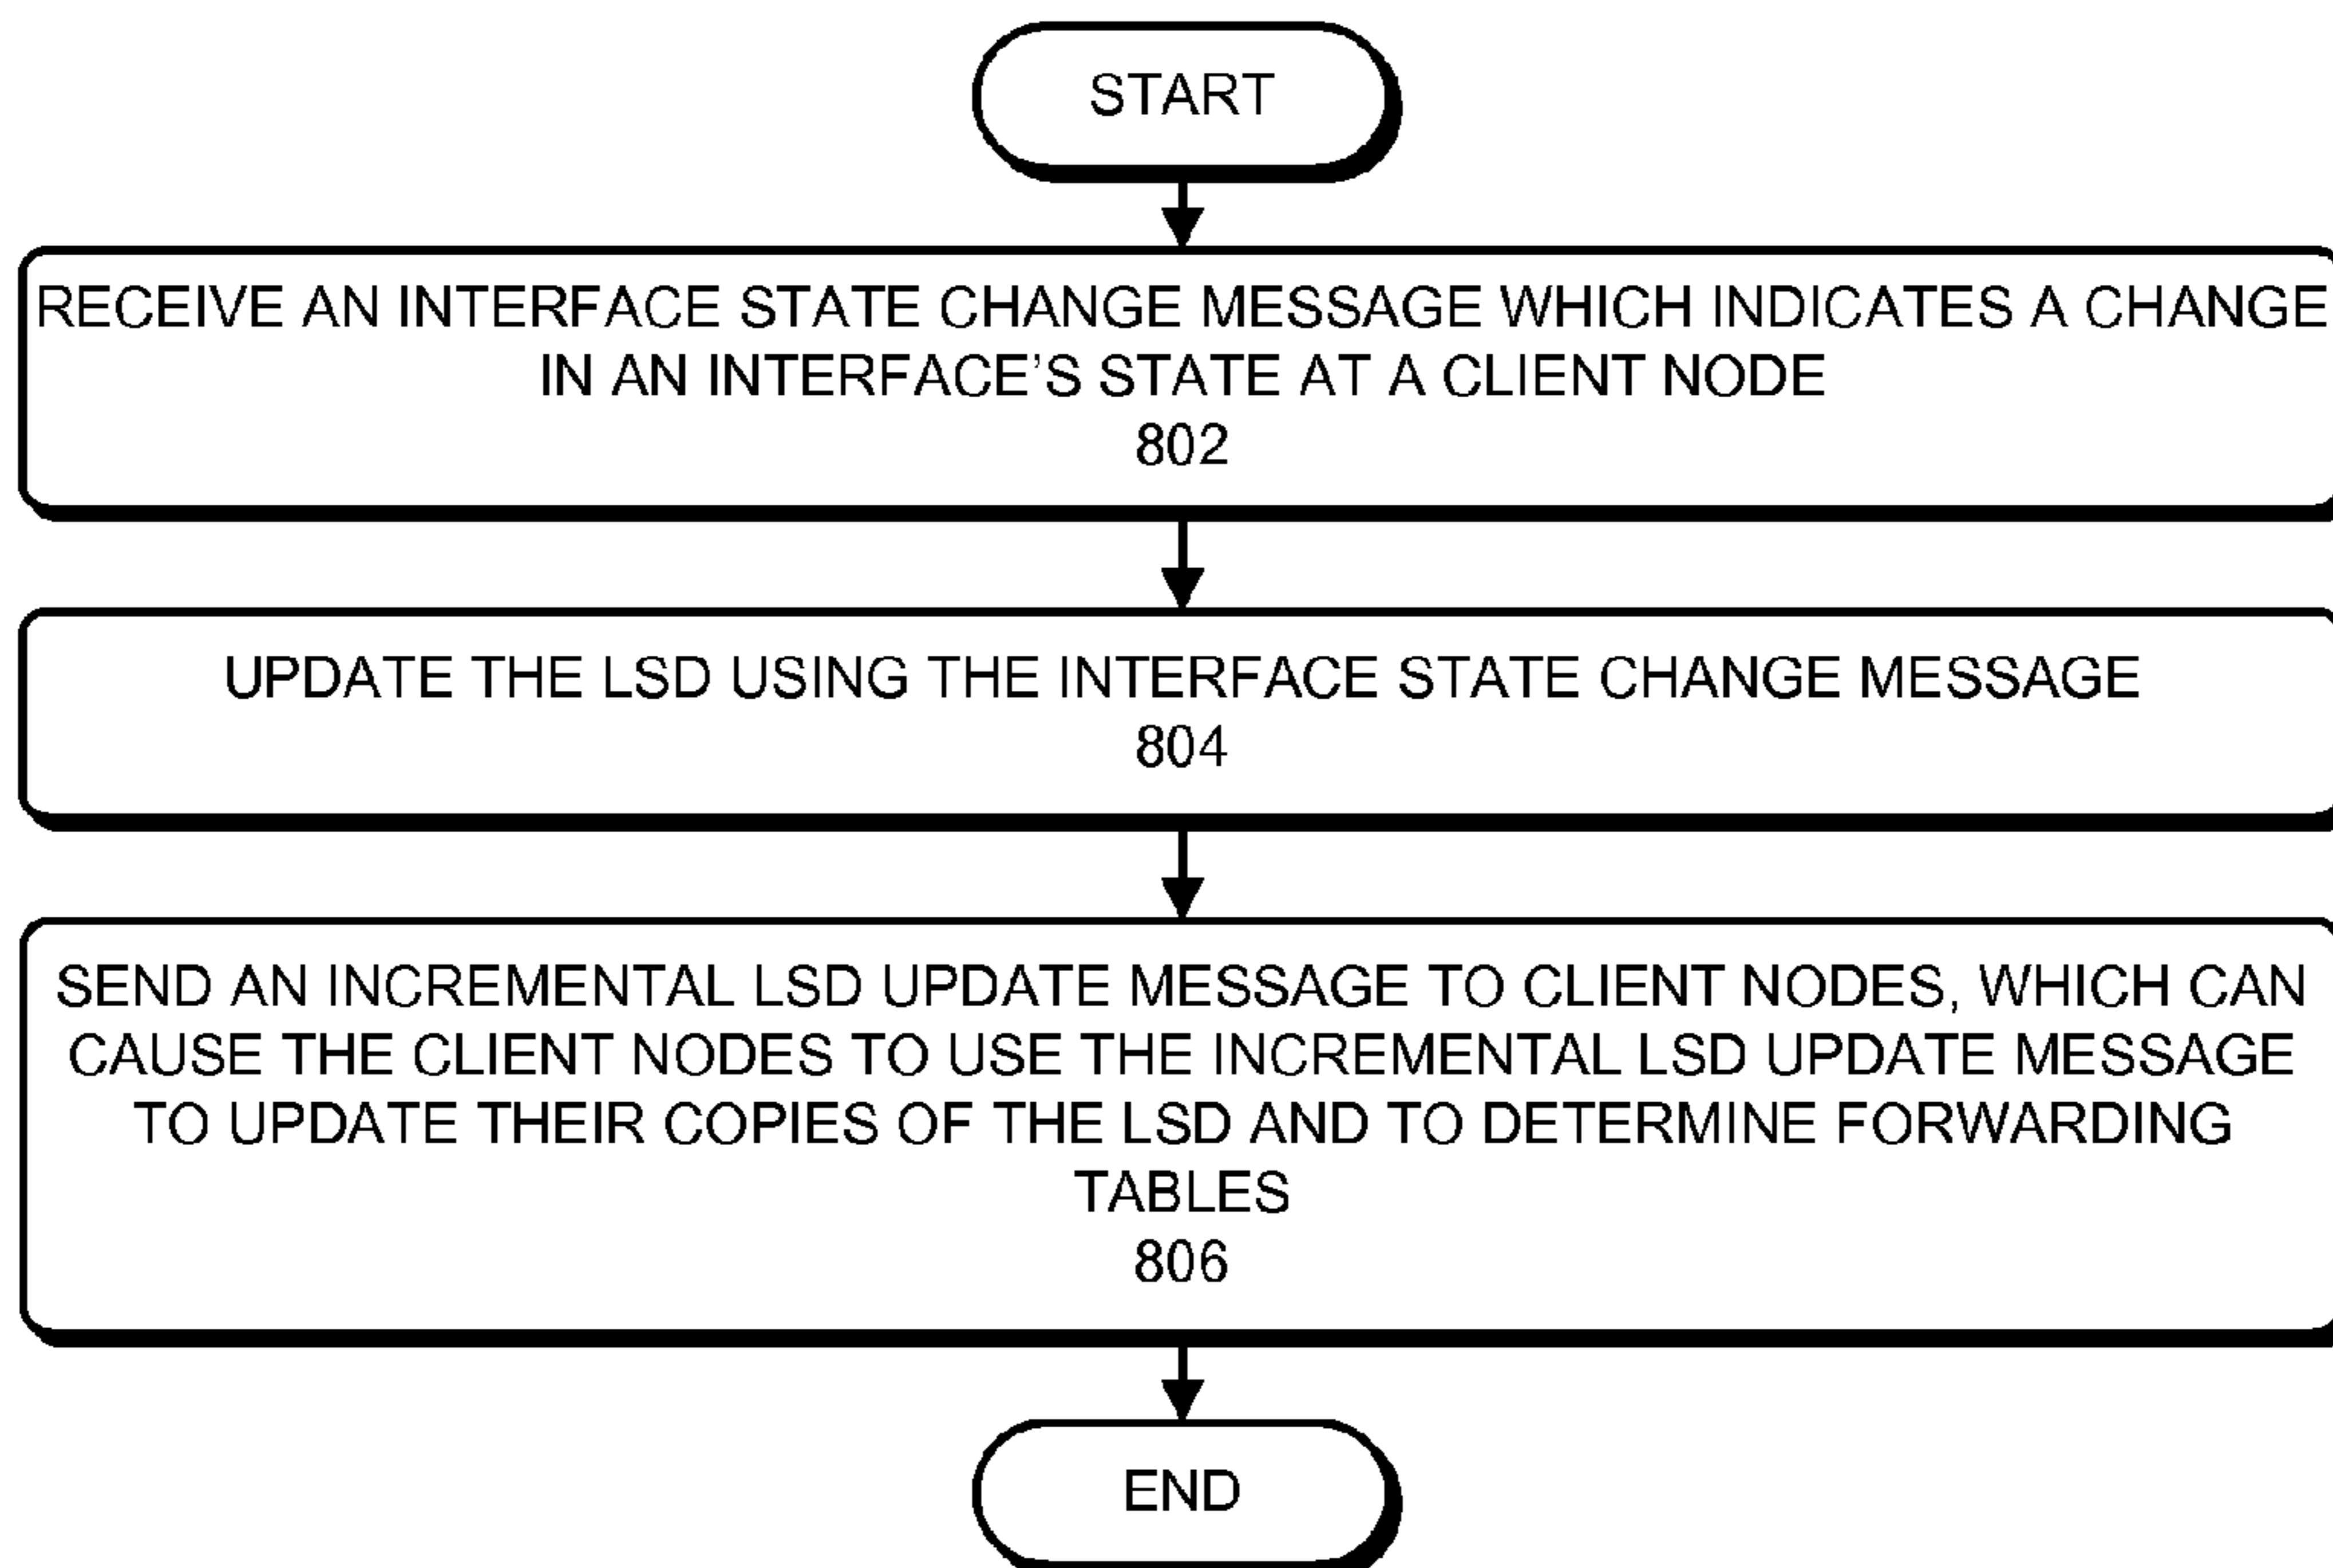 START
RECEIVE AN INTERFACE STATE CHANGE MESSAGE WHICH INDICATES A CHANGE
IN AN INTERFACE'S STATE AT A CLIENT NODE
802
UPDATE THE LSD USING THE INTERFACE STATE CHANGE MESSAGE
804
SEND AN INCREMENTAL LSD UPDATE MESSAGE TO CLIENT NODES, WHICH CAN
CAUSE THE CLIENT NODES TO USE THE INCREMENTAL LSD UPDATE MESSAGE
TO UPDATE THEIR COPIES OF THE LSD AND TO DETERMINE FORWARDING
TABLES
806
END